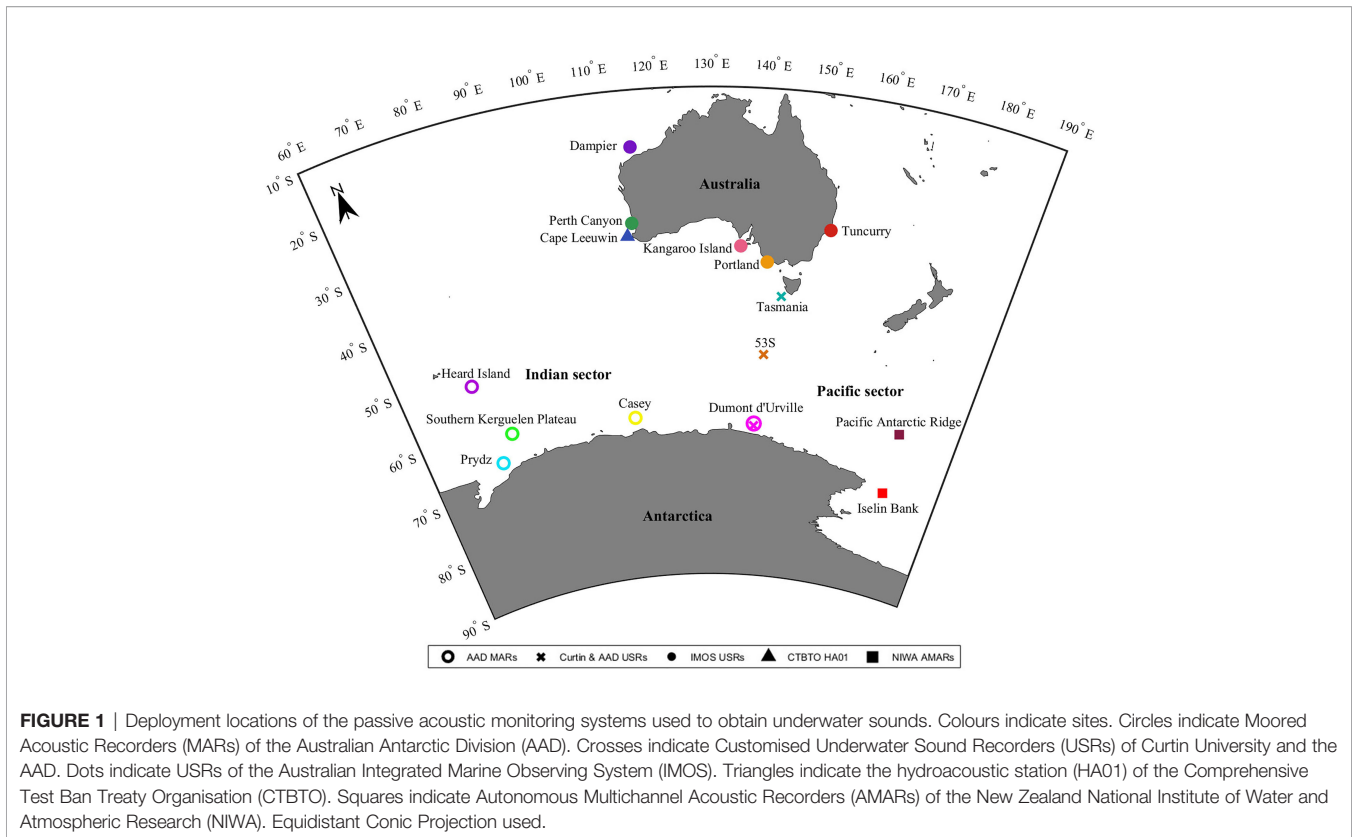 60° E
70° E
80° E
90° E
100° E
110° E
120° E
130° E
140° E
150° E
160° E
170° E
180° E
190° E
10° S
20° S
30° S
40° S
50° S
60° S
70° S
80° S
90° S
N
Dampier
Australia
Perth Canyon
Cape Leeuwin
Kangaroo Island
Portland
Tuncurry
Tasmania
53S
Heard Island
Indian sector
Pacific sector
Southern Kerguelen Plateau
Casey
Dumont d'Urville
Pacific Antarctic Ridge
Prydz
Iselin Bank
Antarctica
AAD MARs Curtin & AAD USRs IMOS USRs CTBTO HA01 NIWA AMARs
FIGURE 1 | Deployment locations of the passive acoustic monitoring systems used to obtain underwater sounds. Colours indicate sites. Circles indicate Moored
Acoustic Recorders (MARs) of the Australian Antarctic Division (AAD). Crosses indicate Customised Underwater Sound Recorders (USRs) of Curtin University and the
AAD. Dots indicate USRs of the Australian Integrated Marine Observing System (IMOS). Triangles indicate the hydroacoustic station (HA01) of the Comprehensive
Test Ban Treaty Organisation (CTBTO). Squares indicate Autonomous Multichannel Acoustic Recorders (AMARs) of the New Zealand National Institute of Water and
Atmospheric Research (NIWA). Equidistant Conic Projection used.